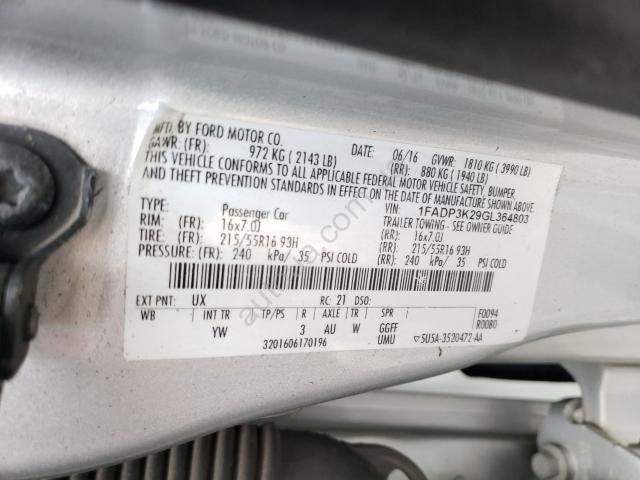 MFD. BY FORD MOTOR CO.
GAWR: (FR): 972 KG ( 2143 LB) 06/16 GVWR: 1810 KG ( 3990 LB)
(RR): 880 KG ( 1940 LB)
THIS VEHICLE CONFORMS TO ALL APPLICABLE FEDERAL MOTOR VEHICLE SAFETY, BUMPER,
AND THEFT PREVENTION STANDARDS IN EFFECT ON THE DATE OF MANUFACTURE SHOWN ABOVE.
VIN: 1FADP3K29GL364803
TYPE: Passenger Car TRAILER TOWING - SEE OWNER GUIDE
RIM: (FR): 16x7.0J (RR): 16x7.0J
TIRE: (FR): 215/55R16 93H (RR): 215/55R16 93H
PRESSURE: (FR): 240 kPa/ 35 PSI COLD (RR): 240 kPa/ 35 PSI COLD
EXT PNT: UX RC: 21 DSO:
WB INT TR TP/PS R AXLE TR SPR F0094
YW 3 AU W GGFF R0080
3201606170196 UMU 5U5A-3520472-AA